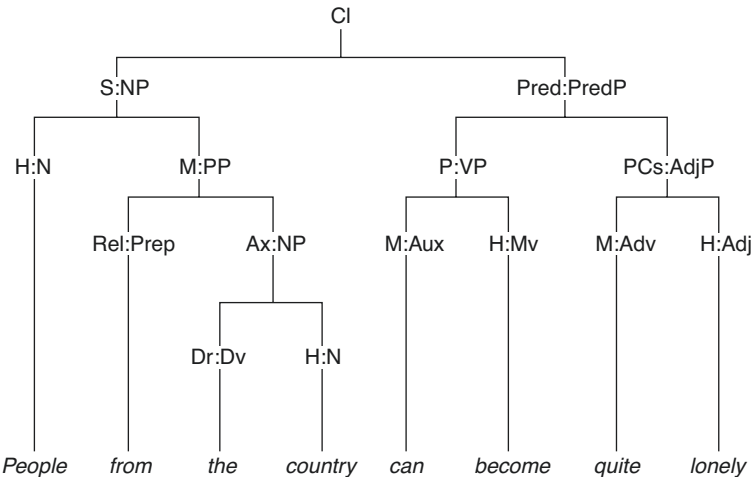 Cl
S:NP Pred:PredP
H:N M:PP P:VP PCs:AdjP
Rel:Prep Ax:NP M:Aux H:Mv M:Adv H:Adj
Dr:Dv H:N
People from the country can become quite lonely